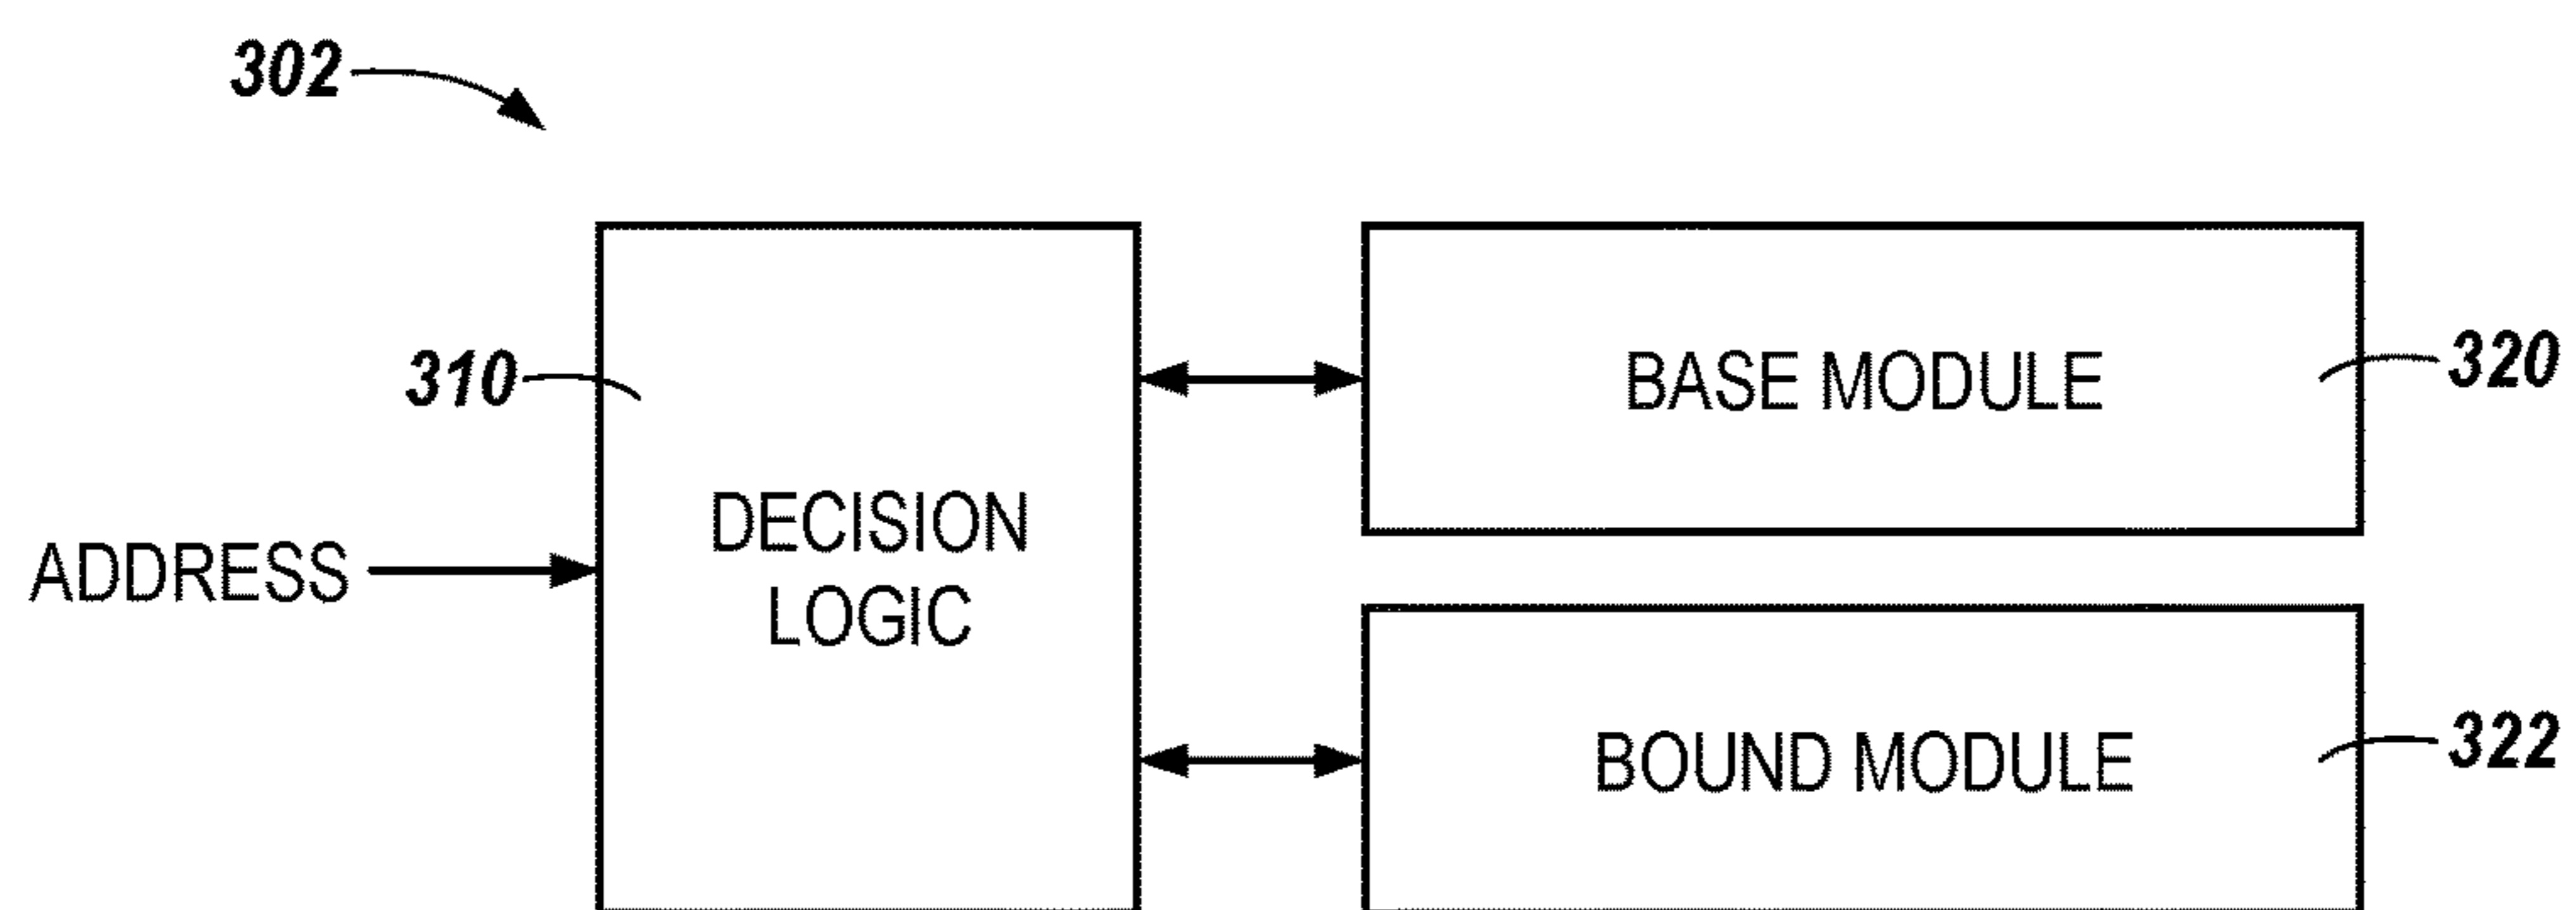 302
310
320
BASE MODULE
DECISION
LOGIC
ADDRESS
BOUND MODULE
322